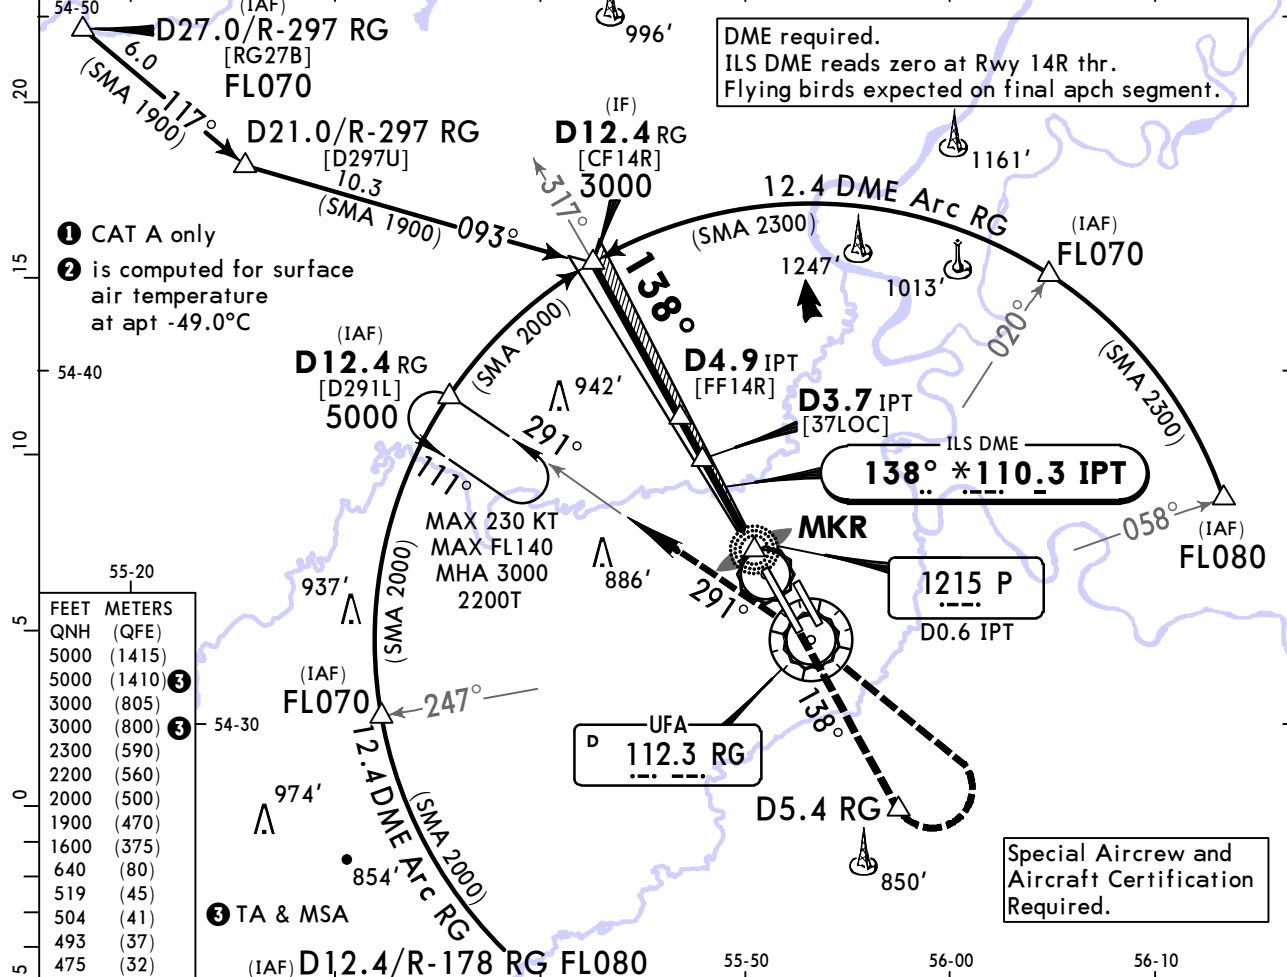 54-50
(IAF)
D27.0/R-297 RG
[RG27B]
FL070
6.0
(SMA 1900)
117°
D21.0/R-297 RG
[D297U]
10.3
(SMA 1900)
093°
996'
DME required.
ILS DME reads zero at Rwy 14R thr.
Flying birds expected on final apch segment.
(IF)
D12.4 RG
[CF14R]
3000
317°
138°
1161'
12.4 DME Arc RG
(SMA 2300)
1247'
1013'
(IAF)
FL070
020°
(SMA 2300)
20
15
10
5
0
5
1 CAT A only
2 is computed for surface
air temperature
at apt -49.0°C
54-40
(IAF)
D12.4 RG
[D291L]
5000
(SMA 2000)
942'
291°
111°
MAX 230 KT
MAX FL140
MHA 3000
2200T
D4.9 IPT
[FF14R]
D3.7 IPT
[37LOC]
ILS DME
138° *110.3 IPT
MKR
058°
(IAF)
FL080
1215 P
D0.6 IPT
886'
291°
937'
(SMA 2000)
(IAF)
FL070
247°
54-30
UFA
D 112.3 RG
138°
D5.4 RG
850'
974'
854'
12.4 DME Arc RG
(SMA 2000)
3 TA & MSA
(IAF) D12.4/R-178 RG FL080
Special Aircrew and
Aircraft Certification
Required.
55-20
FEET METERS
QNH (QFE)
5000 (1415)
5000 (1410) 3
3000 (805)
3000 (800) 3
2300 (590)
2200 (560)
2000 (500)
1900 (470)
1600 (375)
640 (80)
519 (45)
504 (41)
493 (37)
475 (32)
55-50
56-00
56-10